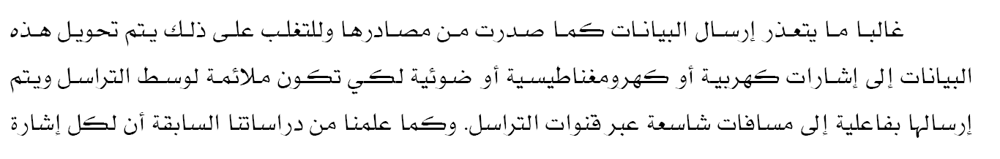 غالبا ما يتعذر إرسال البيانات كما صدرت من مصادرها وللتغلب على ذلك يتم تحويل هذه
البيانات إلى إشارات كهربية أو كهرومغناطيسية أو ضوئية لكي تكون ملائمة لوسط التراسل ويتم
إرسالها بفاعلية إلى مسافات شاسعة عبر قنوات التراسل. وكما علمنا من دراساتنا السابقة أن لكل إشارة